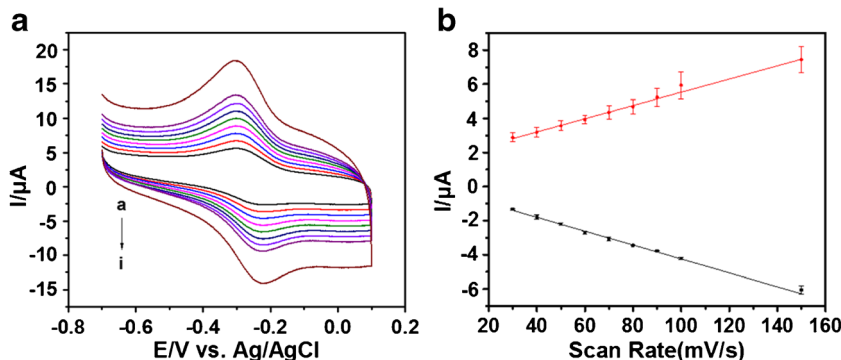 a
20
15
10
5
0
-5
-10
-15
I/µA
a
i
-0.8 -0.6 -0.4 -0.2 0.0 0.2
E/V vs. Ag/AgCl
b
8
6
4
2
0
-2
-4
-6
I/µA
20 40 60 80 100 120 140 160
Scan Rate(mV/s)